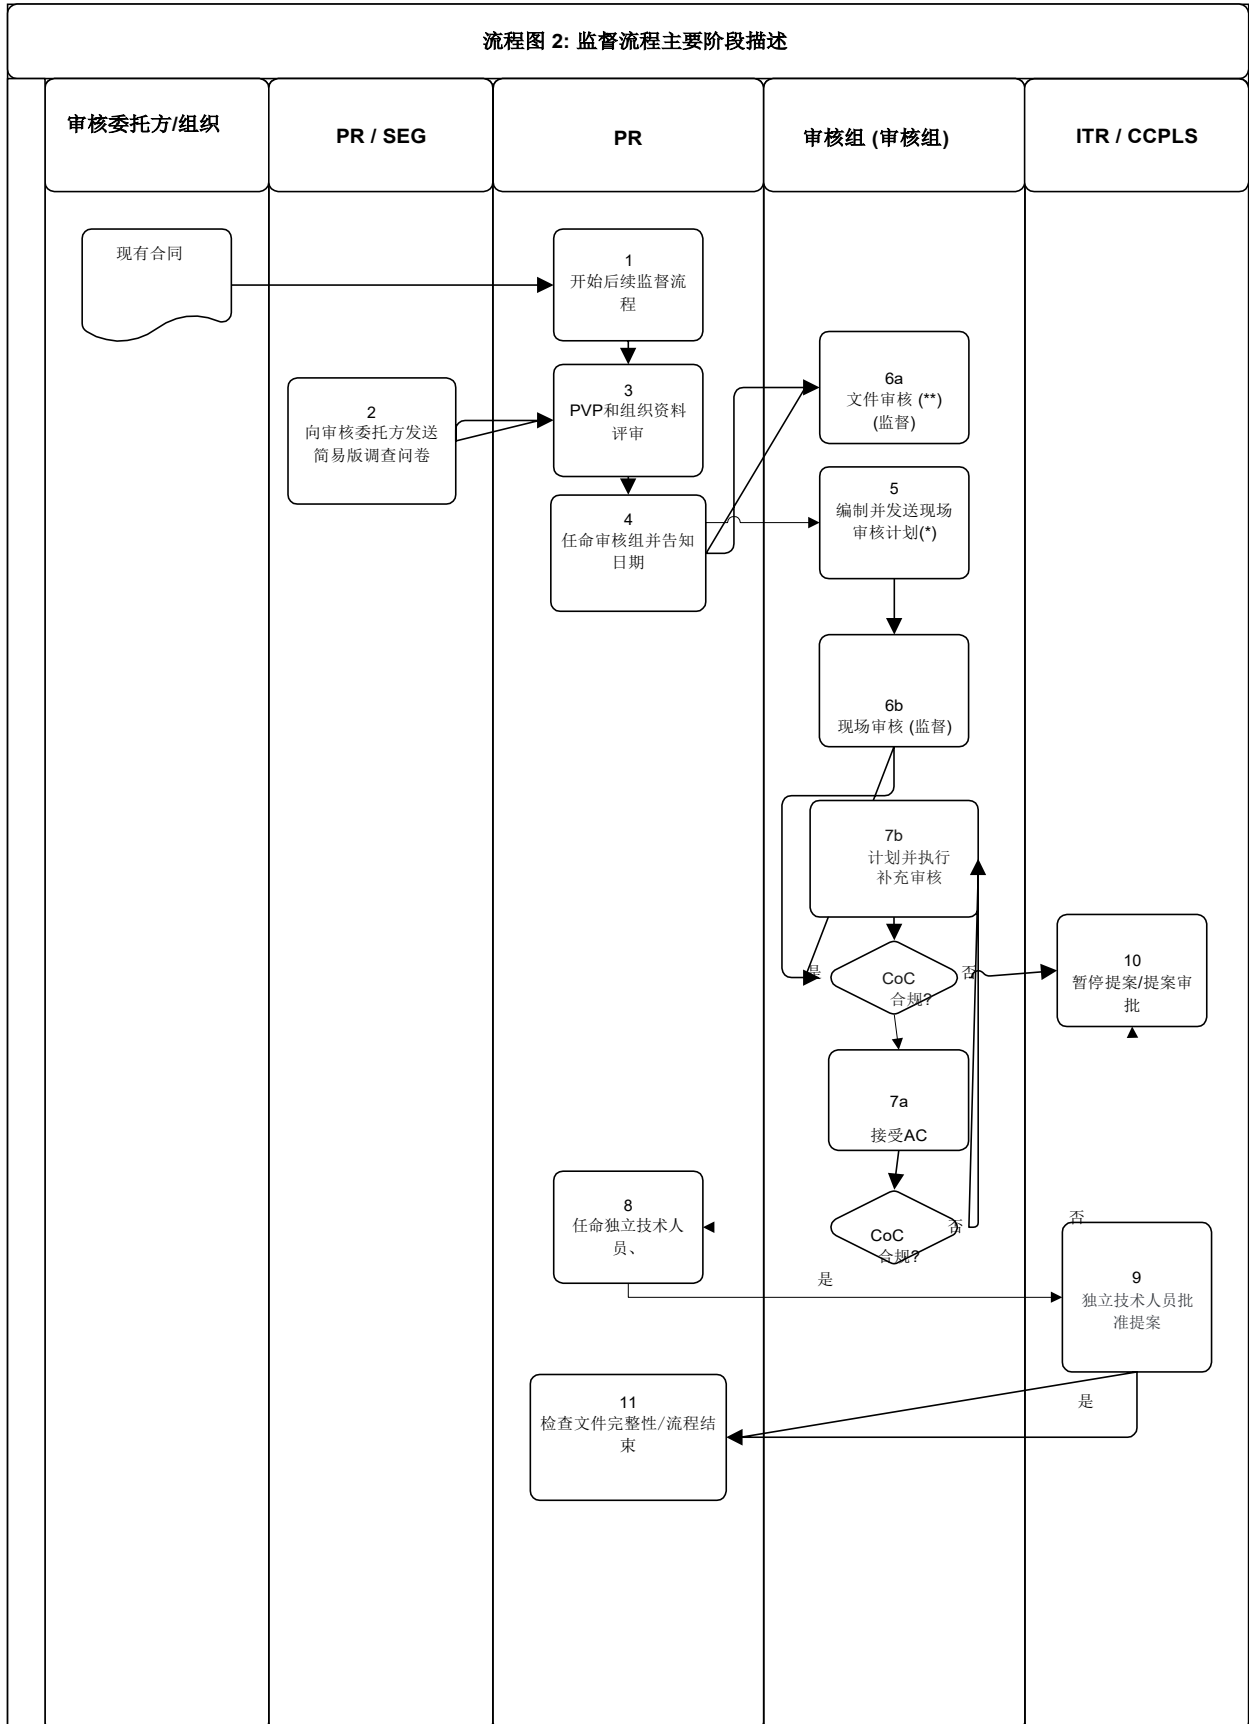 流程图 2: 监督流程主要阶段描述
审核委托方/组织
PR / SEG
PR
审核组 (审核组)
ITR / CCPLS
现有合同
1
开始后续监督流
程
2
向审核委托方发送
简易版调查问卷
3
PVP和组织资料
评审
4
任命审核组并告知
日期
6a
文件审核 (**)
(监督)
5
编制并发送现场
审核计划(*)
6b
现场审核 (监督)
7b
计划并执行
补充审核
是
CoC
合规?
否
10
暂停提案/提案审
批
7a
接受AC
8
任命独立技术人
员、
CoC
合规?
否
是
否
9
独立技术人员批
准提案
是
11
检查文件完整性/流程结
束